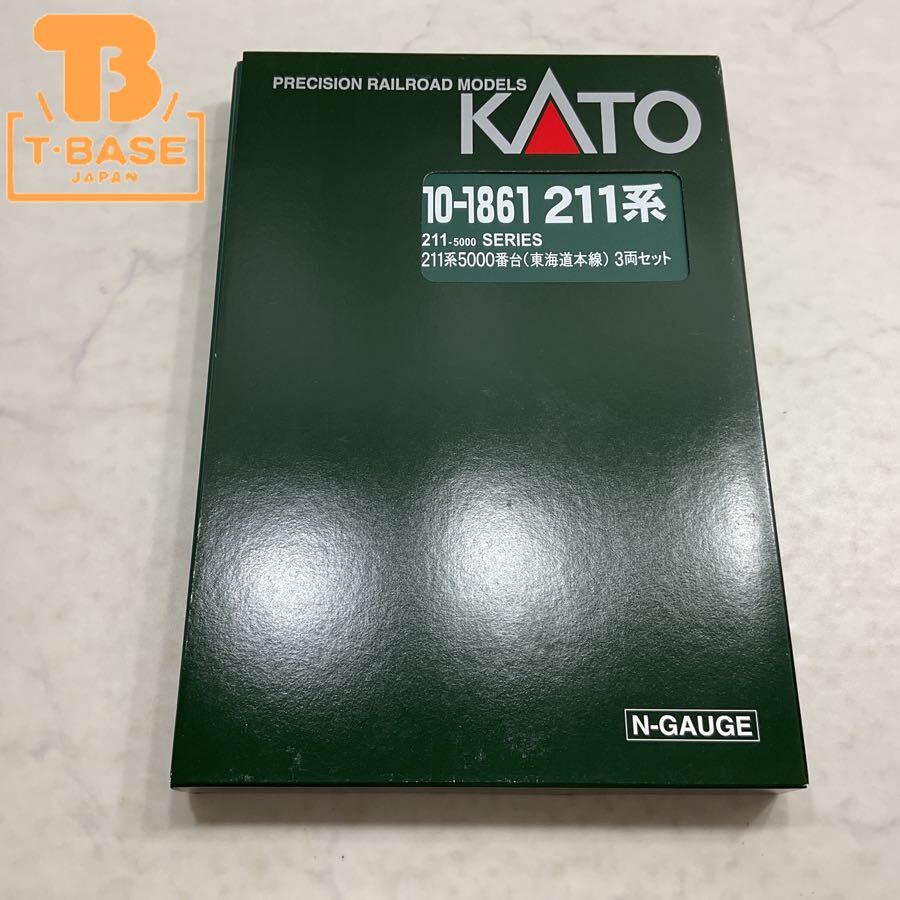 B
T·BASE
JAPAN
PRECISION RAILROAD MODELS
KATO
10-1861 211系
211-5000 SERIES
211系5000番台(東海道本線) 3両セット
N-GAUGE